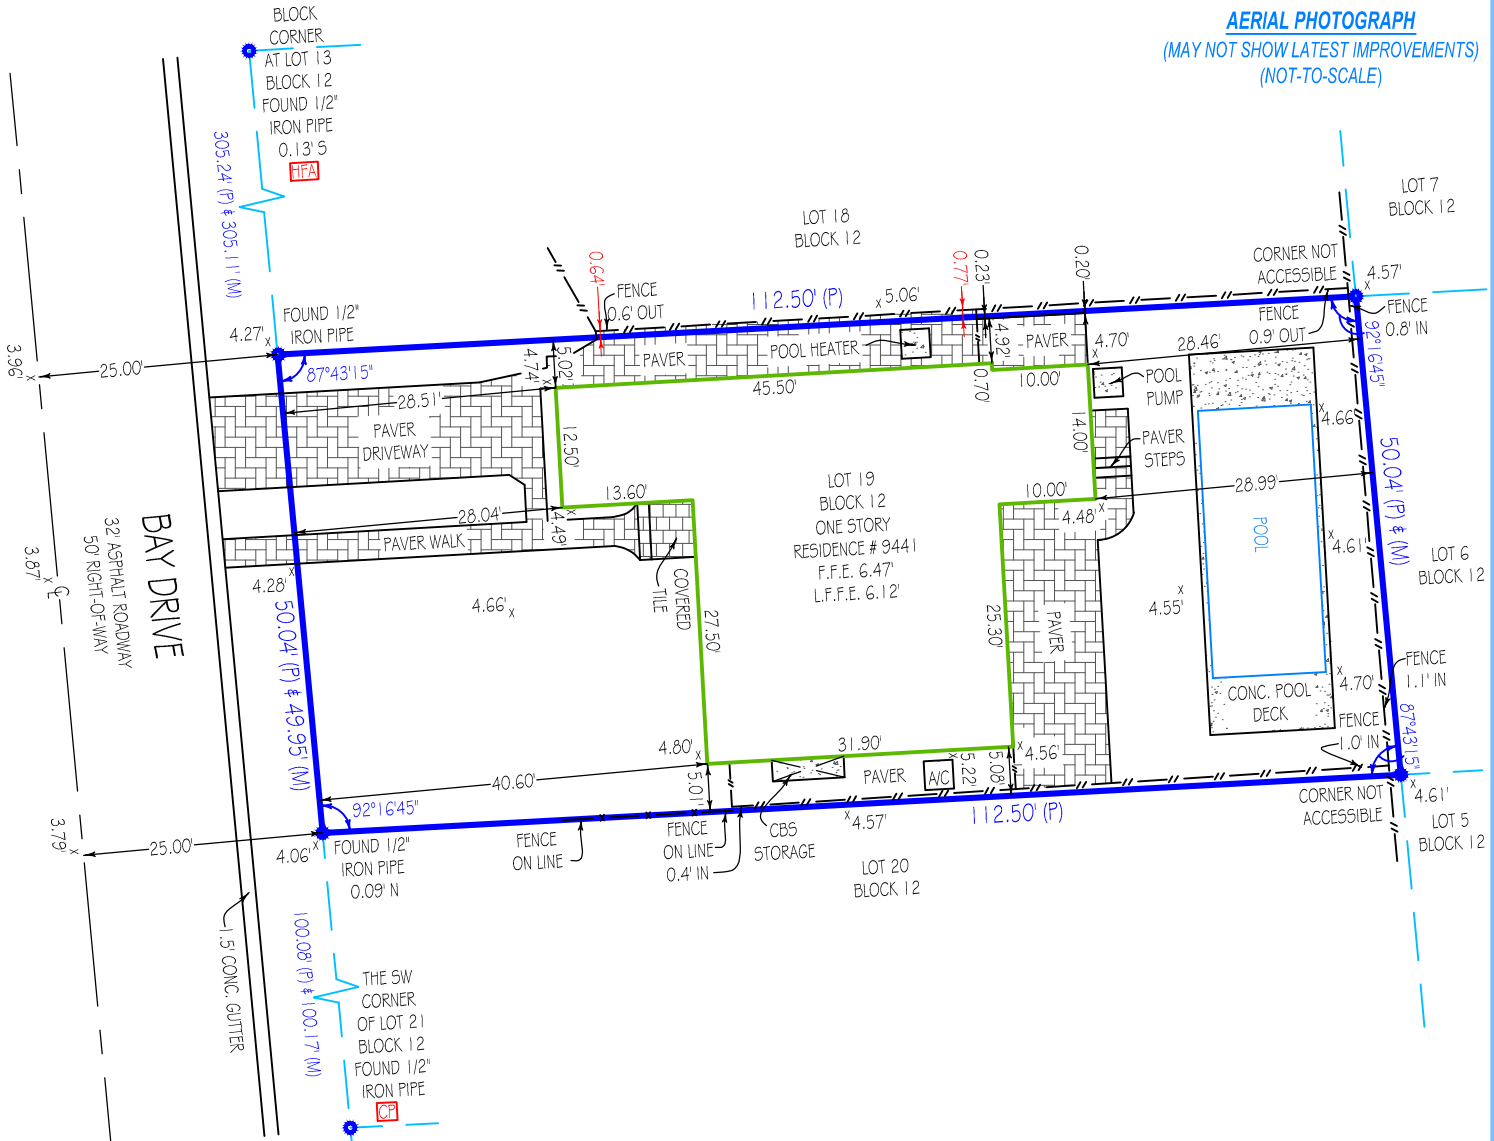 AERIAL PHOTOGRAPH
(MAY NOT SHOW LATEST IMPROVEMENTS)
(NOT-TO-SCALE)
BLOCK
CORNER
AT LOT 13
BLOCK 12
FOUND 1/2"
IRON PIPE
0.13' S
HFA
305.24' (P) & 305.11' (M)
LOT 18
BLOCK 12
LOT 7
BLOCK 12
CORNER NOT
ACCESSIBLE
4.57'
FENCE
0.8' IN
FENCE
0.9' OUT
92°16'45"
0.64'
FENCE
0.6' OUT
112.50' (P)
5.06'
0.77'
0.23'
0.20'
FOUND 1/2"
IRON PIPE
4.27'
3.96'
25.00'
87°43'15"
4.74'
5.02'
PAVER
POOL HEATER
4.92'
PAVER
4.70'
28.46'
0.70'
10.00'
45.50'
POOL
PUMP
28.51'
PAVER
DRIVEWAY
12.50'
14.00'
PAVER
STEPS
4.66'
50.04' (P) & (M)
LOT 19
BLOCK 12
ONE STORY
RESIDENCE # 9441
F.F.E. 6.47'
L.F.F.E. 6.12'
13.60'
10.00'
28.99'
28.04'
4.49'
4.48'
PAVER WALK
POOL
4.61'
LOT 6
BLOCK 12
BAY DRIVE
32' ASPHALT ROADWAY
50' RIGHT-OF-WAY
3.87'
℄
4.28'
4.66'
COVERED
TILE
27.50'
25.30'
PAVER
4.55'
50.04' (P) & 49.95' (M)
FENCE
1.1' IN
4.70'
CONC. POOL
DECK
FENCE
1.0' IN
87°43'15"
4.80'
31.90'
4.56'
5.01'
PAVER
A/C
5.22'
5.08'
40.60'
92°16'45"
3.79'
25.00'
4.06'
FOUND 1/2"
IRON PIPE
0.09' N
FENCE
ON LINE
FENCE
ON LINE
0.4' IN
CBS
STORAGE
4.57'
112.50' (P)
CORNER NOT
ACCESSIBLE
4.61'
LOT 5
BLOCK 12
LOT 20
BLOCK 12
1.5' CONC. GUTTER
100.08' (P) & 100.17' (M)
THE SW
CORNER
OF LOT 21
BLOCK 12
FOUND 1/2"
IRON PIPE
CP